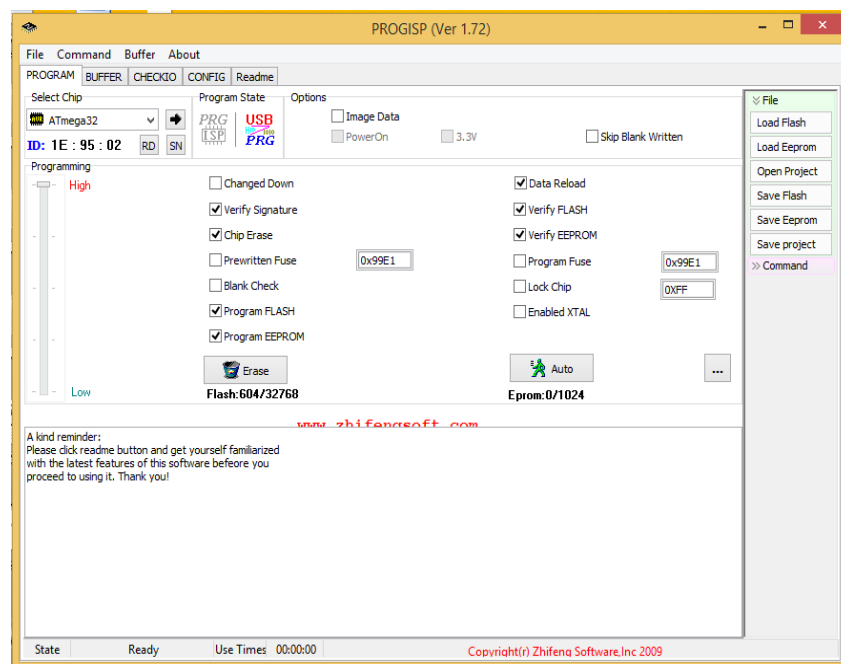 PROGISP (Ver 1.72)
File Command Buffer About
PROGRAM BUFFER CHECKIO CONFIG Readme
Select Chip Program State Options
ATmega32
PRG ISP
USB PRG
Image Data
PowerOn 3.3V Skip Blank Written
ID: 1E : 95 : 02 RD SN
Programming
High
Changed Down Data Reload
Verify Signature Verify FLASH
Chip Erase Verify EEPROM
Prewritten Fuse 0x99E1 Program Fuse 0x99E1
Blank Check Lock Chip 0XFF
Program FLASH Enabled XTAL
Program EEPROM
Erase Auto ...
Low Flash:604/32768 Eprom:0/1024
www.zhifengsoft.com
A kind reminder:
Please click readme button and get yourself familiarized
with the latest features of this software befeore you
proceed to using it. Thank you!
File
Load Flash
Load Eeprom
Open Project
Save Flash
Save Eeprom
Save project
Command
State Ready Use Times 00:00:00 Copyright(r) Zhifeng Software,Inc 2009